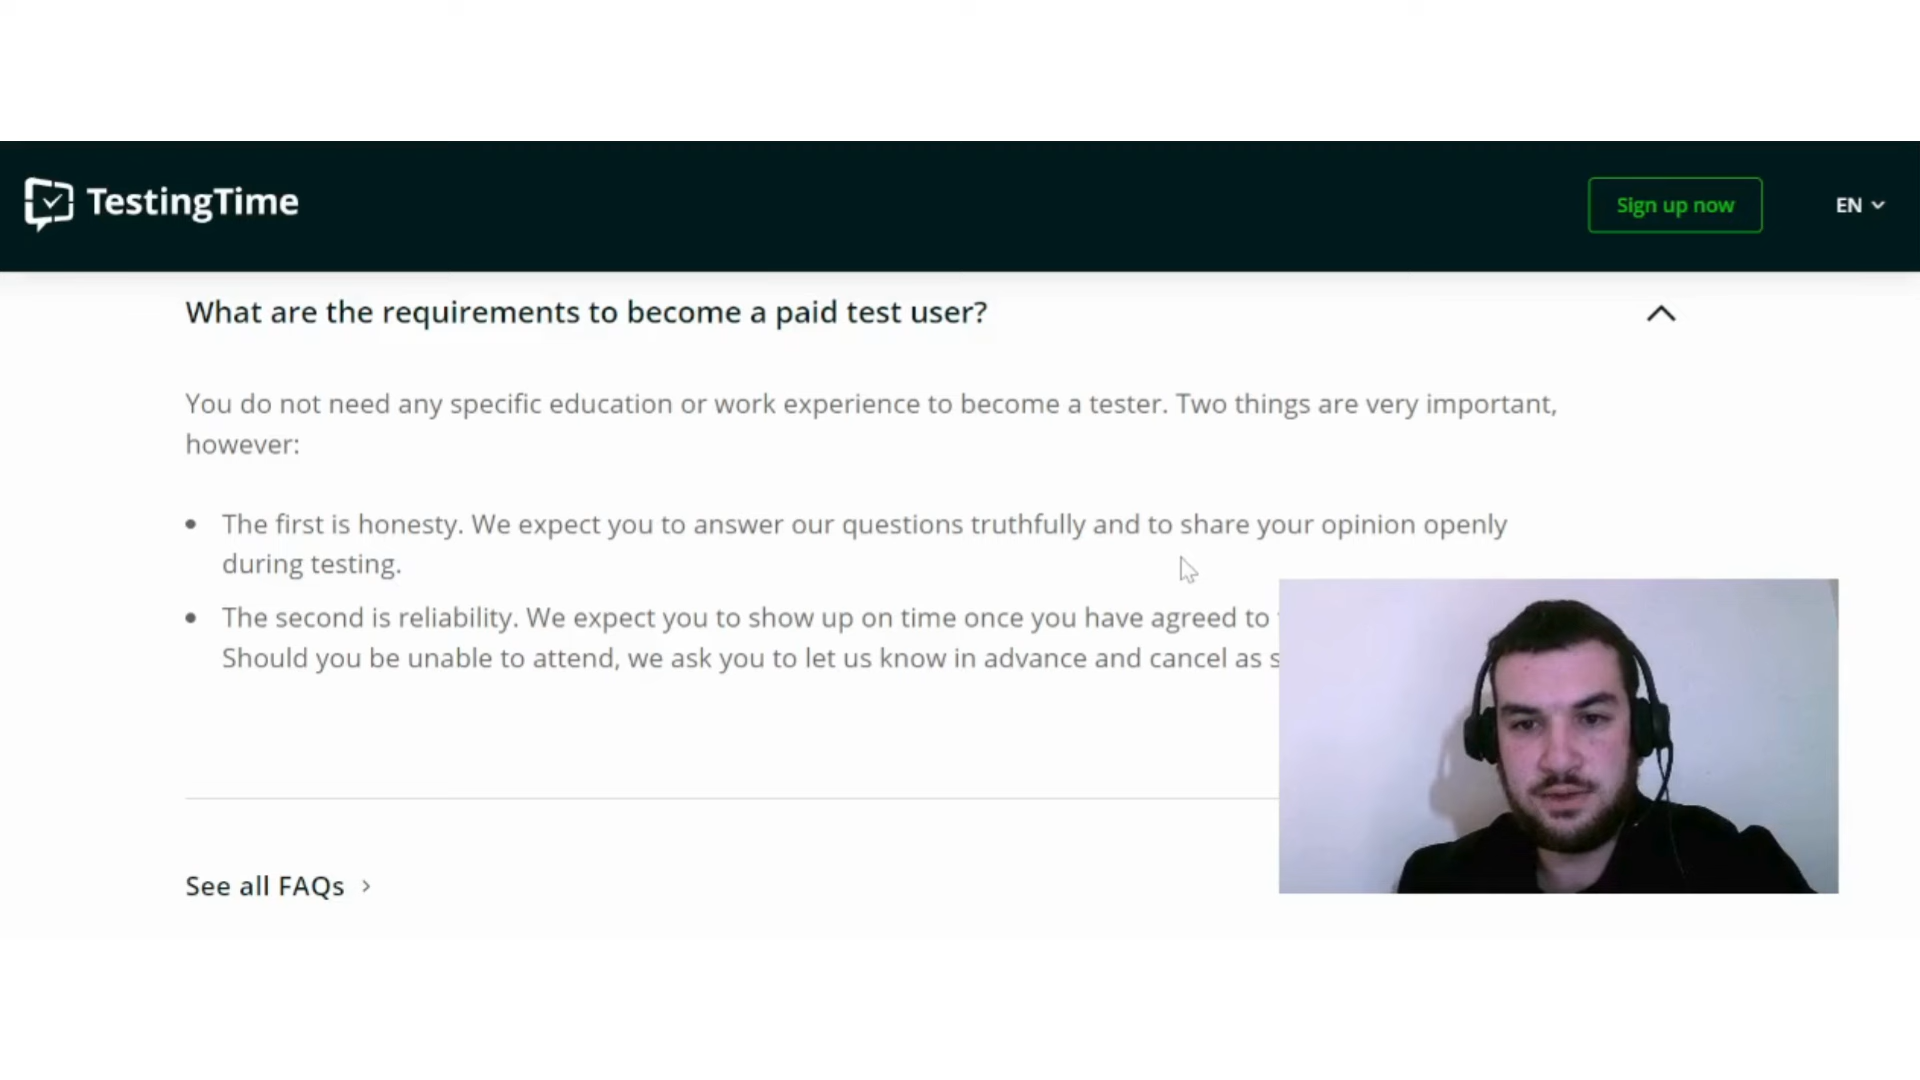 TestingTime
Sign up now
EN
What are the requirements to become a paid test user?
You do not need any specific education or work experience to become a tester. Two things are very important,
however:
The first is honesty. We expect you to answer our questions truthfully and to share your opinion openly
during testing.
The second is reliability. We expect you to show up on time once you have agreed to
Should you be unable to attend, we ask you to let us know in advance and cancel as
See all FAQs